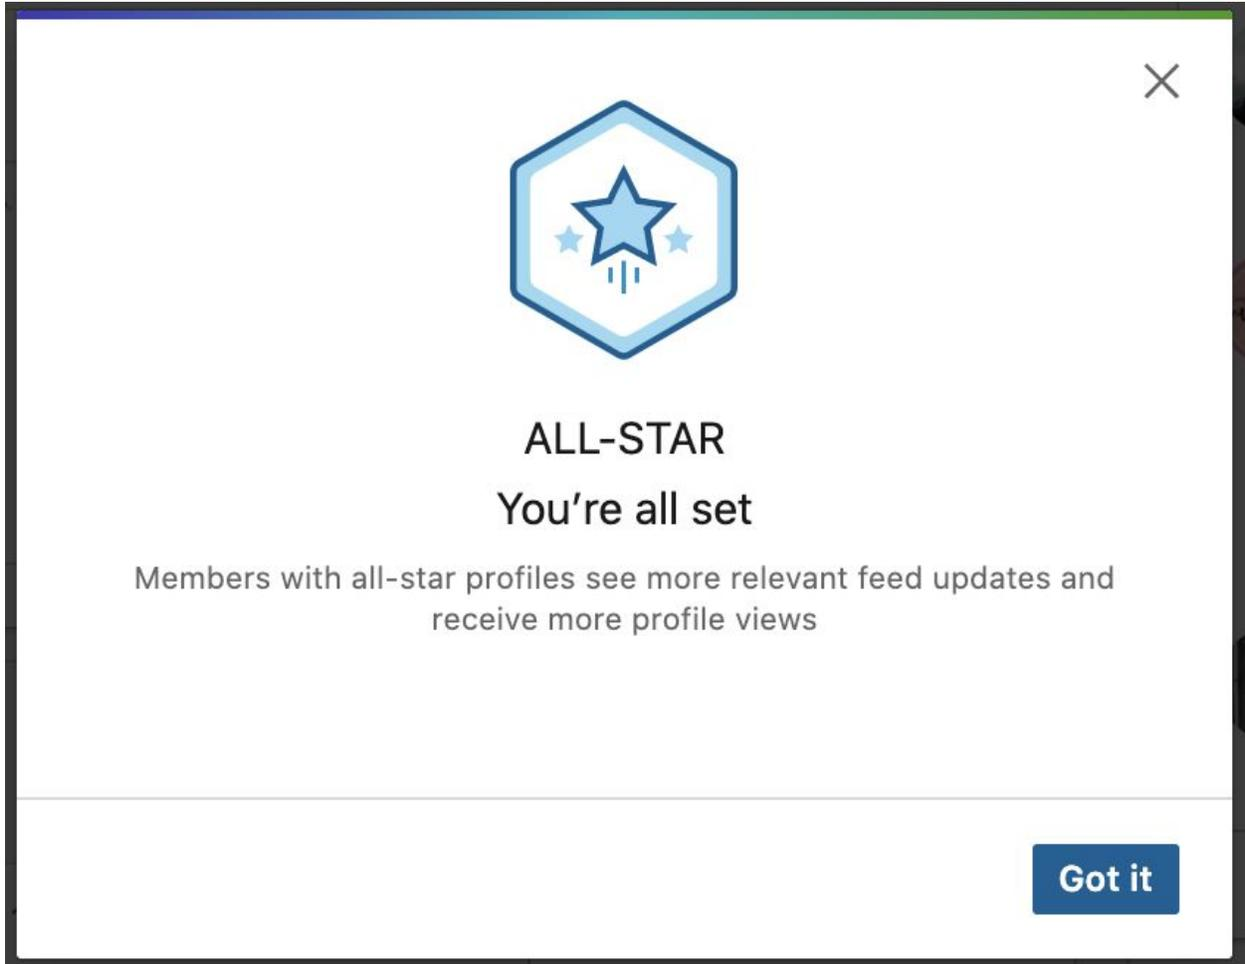 ALL-STAR
You’re all set
Members with all-star profiles see more relevant feed updates and
receive more profile views
Got it